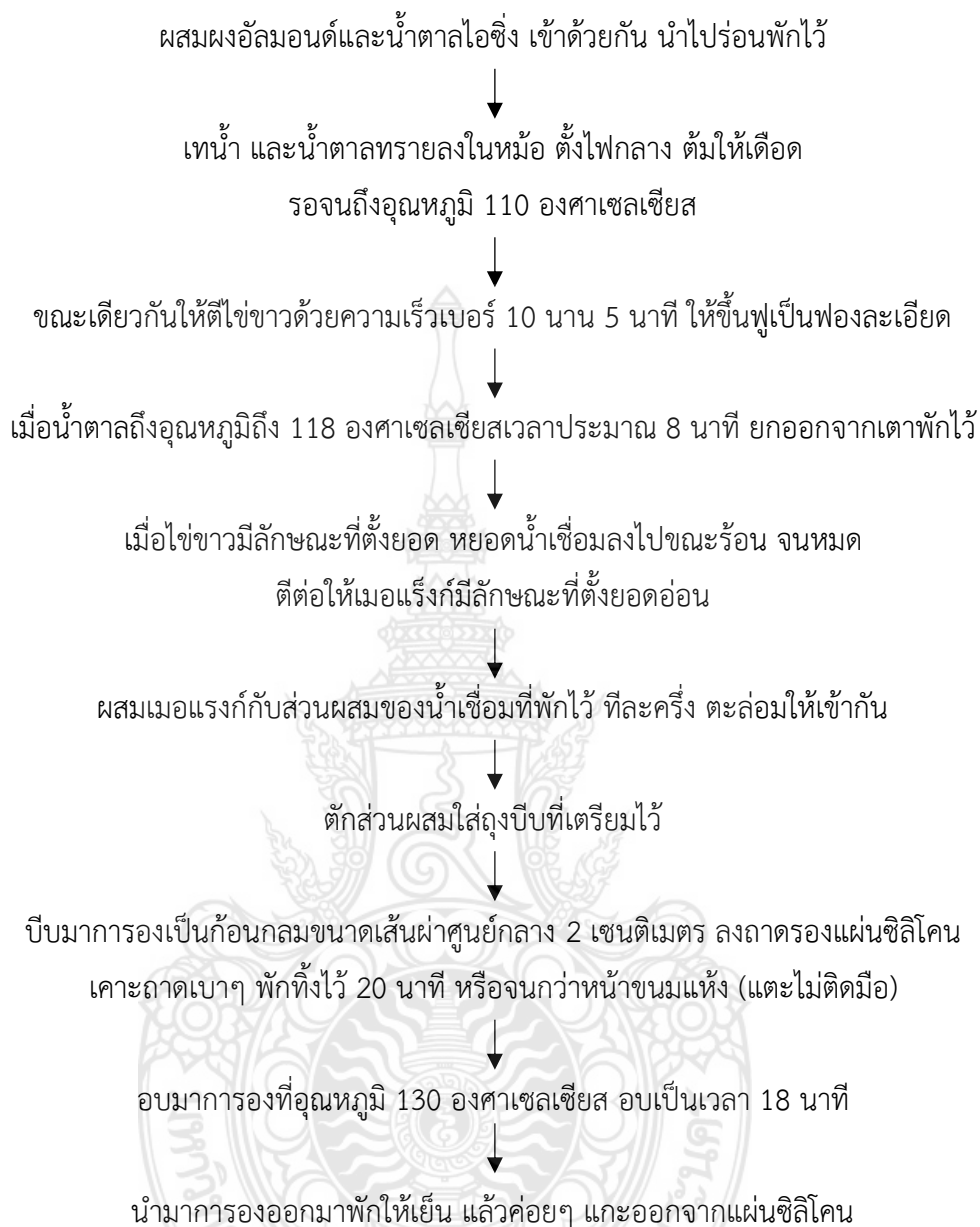 ผสมผงอัลมอนด์และน้ำตาลไอซิ่ง เข้าด้วยกัน นำไปร่อนพักไว้
เทน้ำ และน้ำตาลทรายลงในหม้อ ตั้งไฟกลาง ต้มให้เดือด
รอจนถึงอุณหภูมิ 110 องศาเซลเซียส
ขณะเดียวกันให้ตีไข่ขาวด้วยความเร็วเบอร์ 10 นาน 5 นาที ให้ขึ้นฟูเป็นฟองละเอียด
เมื่อน้ำตาลถึงอุณหภูมิถึง 118 องศาเซลเซียสเวลาประมาณ 8 นาที ยกออกจากเตาพักไว้
เมื่อไข่ขาวมีลักษณะที่ตั้งยอด หยอดน้ำเชื่อมลงไปขณะร้อน จนหมด
ตีต่อให้เมอแร็งก์มีลักษณะที่ตั้งยอดอ่อน
ผสมเมอแรงก์กับส่วนผสมของน้ำเชื่อมที่พักไว้ ทีละครึ่ง ตะล่อมให้เข้ากัน
ตักส่วนผสมใส่ถุงบีบที่เตรียมไว้
บีบมาการองเป็นก้อนกลมขนาดเส้นผ่าศูนย์กลาง 2 เซนติเมตร ลงถาดรองแผ่นซิลิโคน
เคาะถาดเบาๆ พักทิ้งไว้ 20 นาที หรือจนกว่าหน้าขนมแห้ง (แตะไม่ติดมือ)
อบมาการองที่อุณหภูมิ 130 องศาเซลเซียส อบเป็นเวลา 18 นาที
นำมาการองออกมาพักให้เย็น แล้วค่อยๆ แกะออกจากแผ่นซิลิโคน